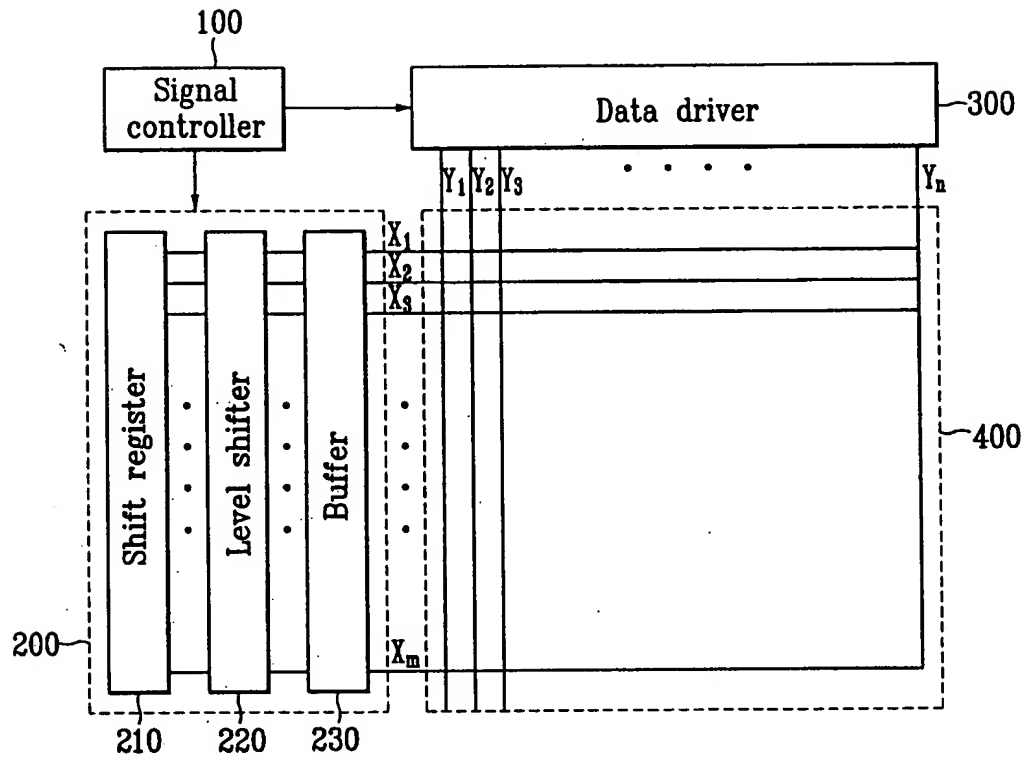 100
Signal
controller
Data driver
300
Y1 Y2 Y3 Yn
X1
X2
X3
Shift register
Level shifter
Buffer
400
200
Xm
210 220 230